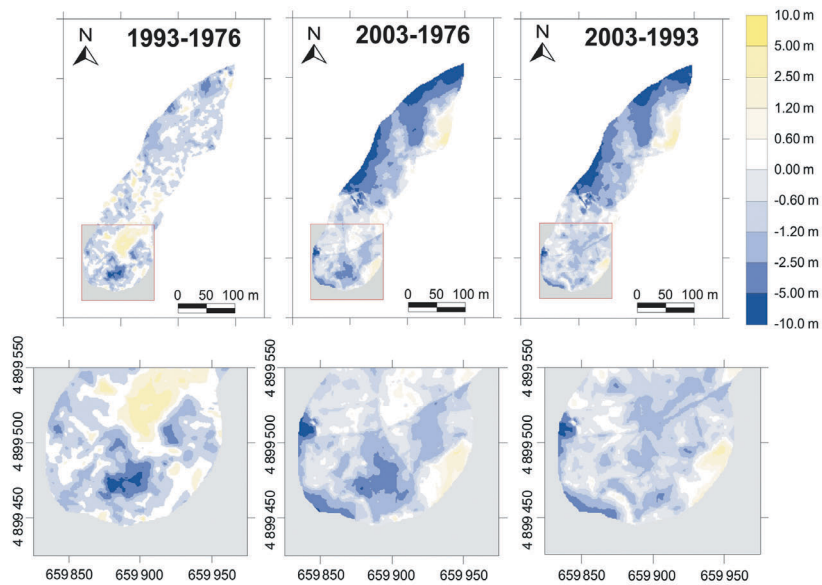 1993-1976
2003-1976
2003-1993
N
N
N
0 50 100 m
0 50 100 m
0 50 100 m
10.0 m
5.00 m
2.50 m
1.20 m
0.60 m
0.00 m
-0.60 m
-1.20 m
-2.50 m
-5.00 m
-10.0 m
4 899 550
4 899 500
4 899 450
659 850 659 900 659 950
4 899 550
4 899 500
4 899 450
659 850 659 900 659 950
4 899 550
4 899 500
4 899 450
659 850 659 900 659 950